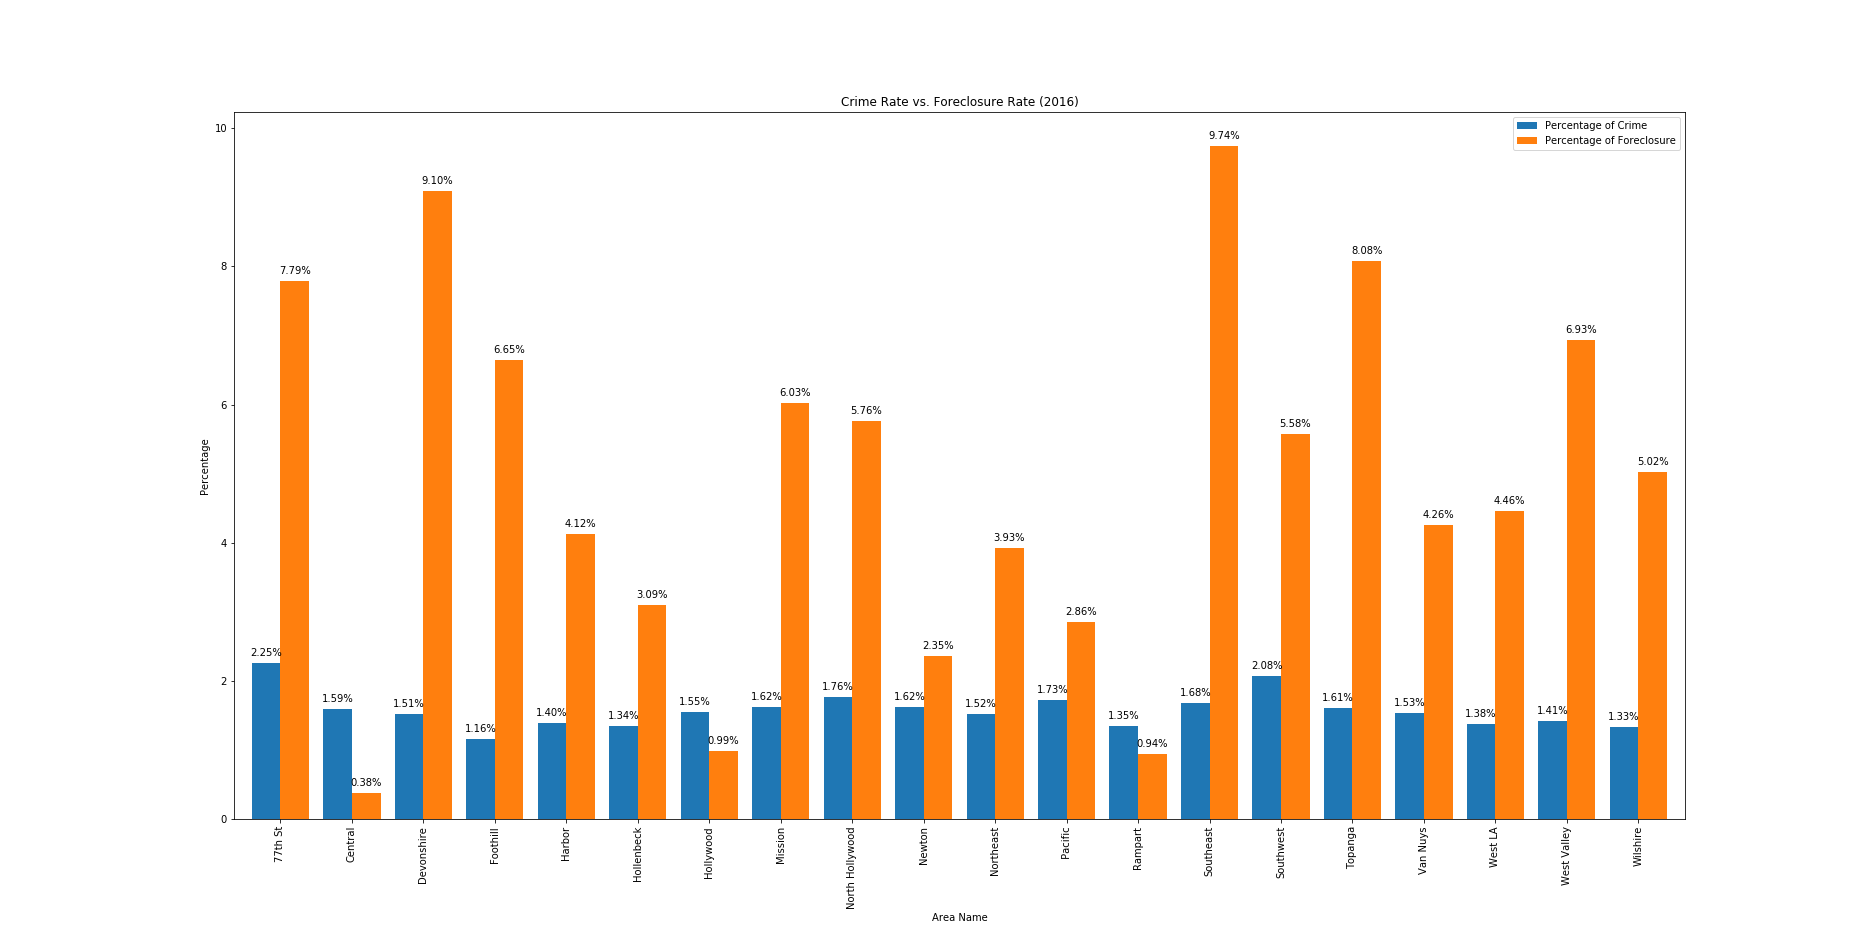 Crime Rate vs. Foreclosure Rate (2016)
Percentage of Crime
Percentage of Foreclosure
Percentage
10
8
6
4
2
0
2.25% 7.79%
1.59% 0.38%
1.51% 9.10%
1.16% 6.65%
1.40% 4.12%
1.34% 3.09%
1.55% 0.99%
1.62% 6.03%
1.76% 5.76%
1.62% 2.35%
1.52% 3.93%
1.73% 2.86%
1.35% 0.94%
1.68% 9.74%
2.08% 5.58%
1.61% 8.08%
1.53% 4.26%
1.38% 4.46%
1.41% 6.93%
1.33% 5.02%
77th St
Central
Devonshire
Foothill
Harbor
Hollenbeck
Hollywood
Mission
North Hollywood
Newton
Northeast
Pacific
Rampart
Southeast
Southwest
Topanga
Van Nuys
West LA
West Valley
Wilshire
Area Name